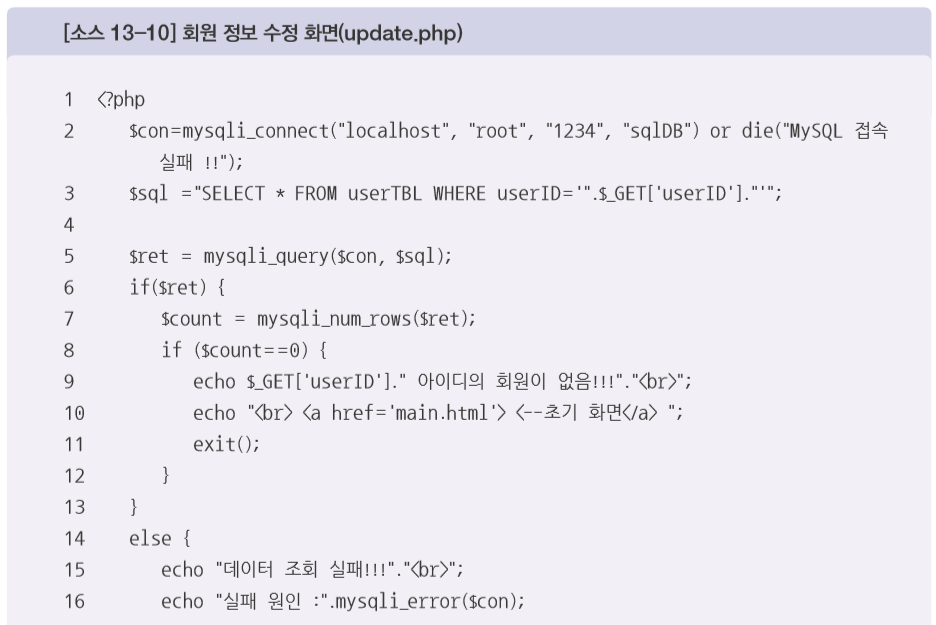 [소스 13-10] 회원 정보 수정 화면(update.php)
1 <?php
2 $con=mysqli_connect("localhost", "root", "1234", "sqlDB") or die("MySQL 접속
실패 !!");
3 $sql ="SELECT * FROM userTBL WHERE userID='".$_GET['userID']."'";
4
5 $ret = mysqli_query($con, $sql);
6 if($ret) {
7 $count = mysqli_num_rows($ret);
8 if ($count==0) {
9 echo $_GET['userID']." 아이디의 회원이 없음!!!"."<br>";
10 echo "<br> <a href='main.html'> <--초기 화면</a> ";
11 exit();
12 }
13 }
14 else {
15 echo "데이터 조회 실패!!!"."<br>";
16 echo "실패 원인 :".mysqli_error($con);